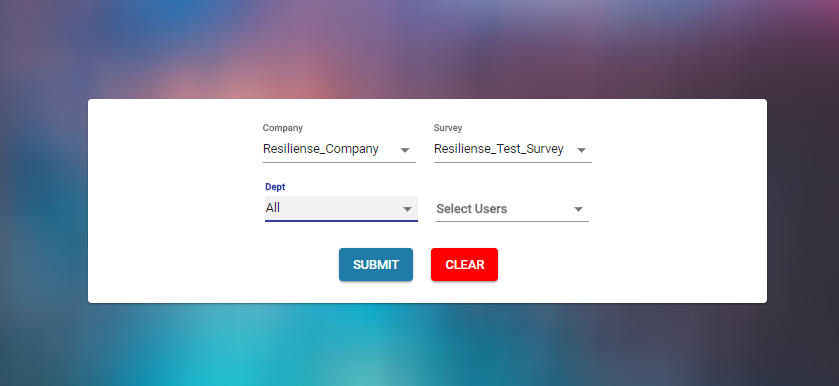 Company
Survey
Resiliense_Company
Resiliense_Test_Survey
Dept
All
Select Users
SUBMIT
CLEAR